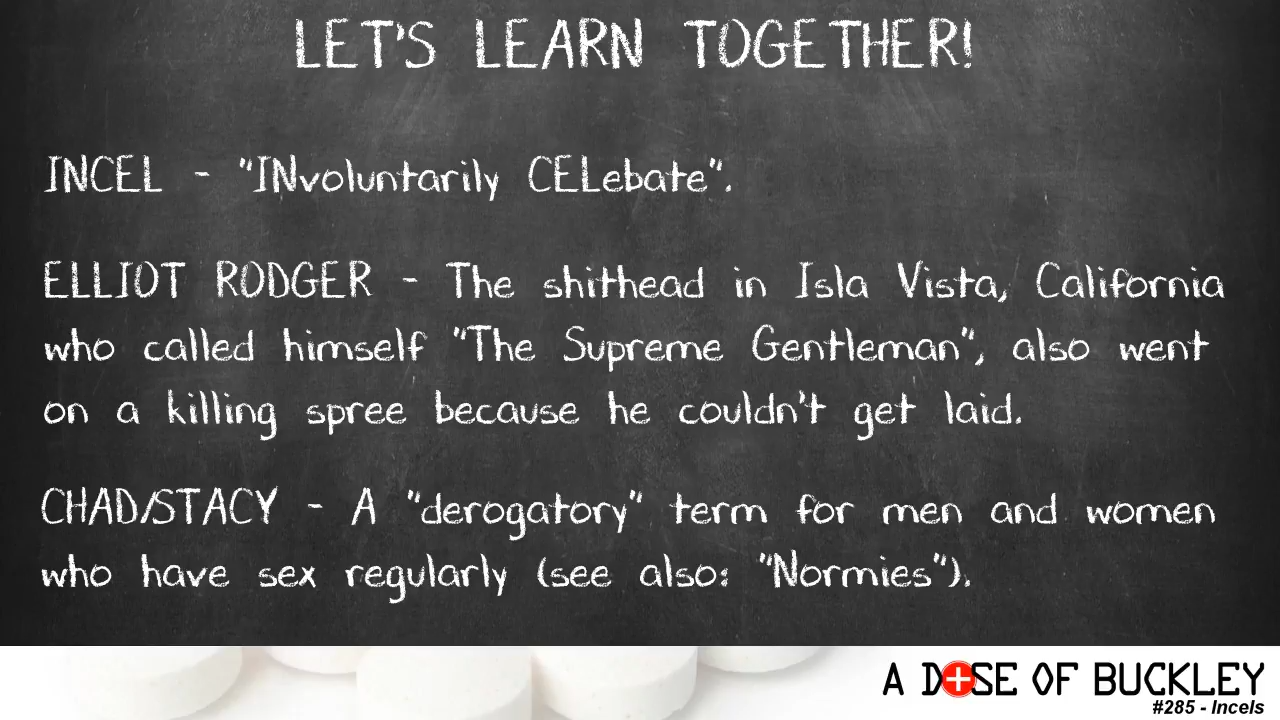 LET'S LEARN TOGETHER!
INCEL - "INvoluntarily CELebate".
ELLIOT RODGER - The shithead in Isla Vista, California
who called himself "The Supreme Gentleman", also went
on a killing spree because he couldn't get laid.
CHAD/STACY - A "derogatory" term for men and women
who have sex regularly (see also: "Normies").
A DOSE OF BUCKLEY
#285 - Incels